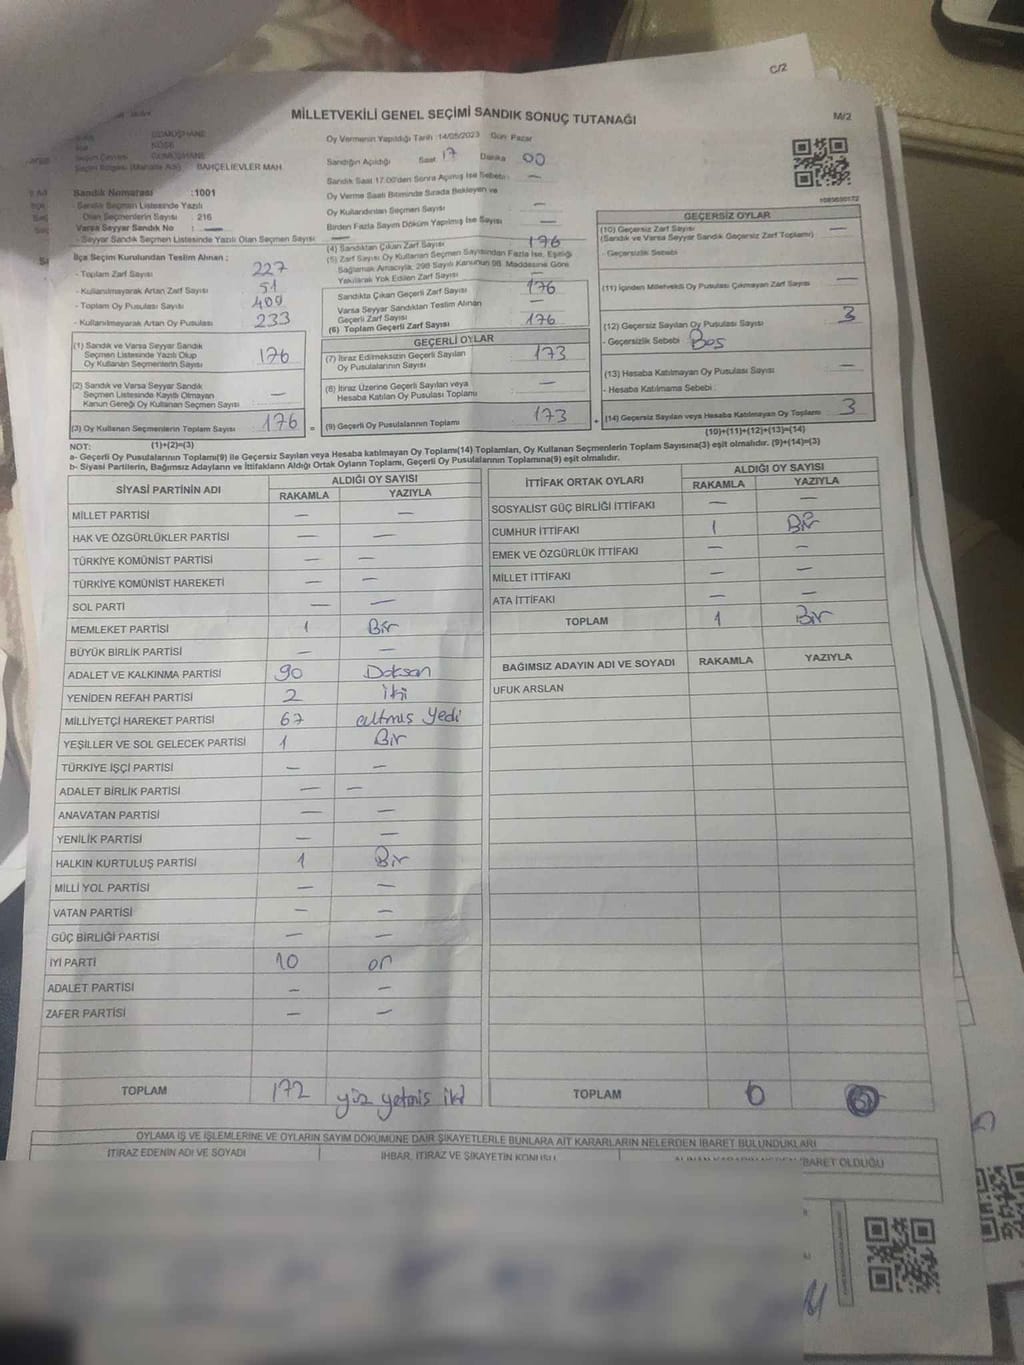 C/2
MİLLETVEKİLİ GENEL SEÇİMİ SANDIK SONUÇ TUTANAĞI
M/2
GÜMÜŞHANE
KÖSE
GÜMÜŞHANE
BAHÇELİEVLER MAH.
Sandık Numarası :1001
- Sandık Seçmen Listesinde Yazılı
Olan Seçmenlerin Sayısı : 216
Varsa Seyyar Sandık No : —
- Seyyar Sandık Seçmen Listesinde Yazılı Olan Seçmen Sayısı : —
İlçe Seçim Kurulundan Teslim Alınan ;
- Toplam Zarf Sayısı 227
- Kullanılmayarak Artan Zarf Sayısı 51
- Toplam Oy Pusulası Sayısı 409
- Kullanılmayarak Artan Oy Pusulası 233
(1) Sandık ve Varsa Seyyar Sandık
Seçmen Listesinde Yazılı Olup
Oy Kullanan Seçmenlerin Sayısı : 176
(2) Sandık ve Varsa Seyyar Sandık
Seçmen Listesinde Kayıtlı Olmayan
Kanun Gereği Oy Kullanan Seçmen Sayısı —
(3) Oy Kullanan Seçmenlerin Toplam Sayısı : 176 =
Oy Vermenin Yapıldığı Tarih :14/05/2023 Gün: Pazar
Sandığın Açıldığı Saat 17 Dakika 00
Sandık Saat 17.00'den Sonra Açılmış İse Sebebi : —
Oy Verme Saati Bitiminde Sırada Bekleyen ve
Oy Kullandırılan Seçmen Sayısı —
Birden Fazla Sayım Döküm Yapılmış İse Sayısı —
(4) Sandıktan Çıkan Zarf Sayısı 176
(5) Zarf Sayısı Oy Kullanan Seçmen Sayısından Fazla İse, Eşitliği
Sağlamak Amacıyla, 298 Sayılı Kanunun 98. Maddesine Göre
Yakılarak Yok Edilen Zarf Sayısı —
Sandıkta Çıkan Geçerli Zarf Sayısı 176
Varsa Seyyar Sandıktan Teslim Alınan
Geçerli Zarf Sayısı —
(6) Toplam Geçerli Zarf Sayısı 176
GEÇERLİ OYLAR
(7) İtiraz Edilmeksizin Geçerli Sayılan
Oy Pusulalarının Sayısı : 173
(8) İtiraz Üzerine Geçerli Sayılan veya
Hesaba Katılan Oy Pusulası Toplamı —
(9) Geçerli Oy Pusulalarının Toplamı 173 +
1085600172
GEÇERSİZ OYLAR
(10) Geçersiz Zarf Sayısı
(Sandık ve Varsa Seyyar Sandık Geçersiz Zarf Toplamı) —
- Geçersizlik Sebebi
(11) İçinden Milletvekili Oy Pusulası Çıkmayan Zarf Sayısı —
(12) Geçersiz Sayılan Oy Pusulası Sayısı 3
- Geçersizlik Sebebi Boş
(13) Hesaba Katılmayan Oy Pusulası Sayısı —
- Hesaba Katılmama Sebebi :
(14) Geçersiz Sayılan veya Hesaba Katılmayan Oy Toplamı 3
(10)+(11)+(12)+(13)=(14)
NOT: (1)+(2)=(3)
a- Geçerli Oy Pusulalarının Toplamı(9) ile Geçersiz Sayılan veya Hesaba katılmayan Oy Toplamı(14) Toplamları, Oy Kullanan Seçmenlerin Toplam Sayısına(3) eşit olmalıdır. (9)+(14)=(3)
b- Siyasi Partilerin, Bağımsız Adayların ve İttifakların Aldığı Ortak Oyların Toplamı, Geçerli Oy Pusulalarının Toplamına(9) eşit olmalıdır.
SİYASİ PARTİNİN ADI ALDIĞI OY SAYISI
RAKAMLA YAZIYLA
MİLLET PARTİSİ — —
HAK VE ÖZGÜRLÜKLER PARTİSİ — —
TÜRKİYE KOMÜNİST PARTİSİ — —
TÜRKİYE KOMÜNİST HAREKETİ — —
SOL PARTİ — —
MEMLEKET PARTİSİ 1 Bir
BÜYÜK BİRLİK PARTİSİ — —
ADALET VE KALKINMA PARTİSİ 90 Doksan
YENİDEN REFAH PARTİSİ 2 iki
MİLLİYETÇİ HAREKET PARTİSİ 67 altmış yedi
YEŞİLLER VE SOL GELECEK PARTİSİ 1 Bir
TÜRKİYE İŞÇİ PARTİSİ — —
ADALET BİRLİK PARTİSİ — —
ANAVATAN PARTİSİ — —
YENİLİK PARTİSİ — —
HALKIN KURTULUŞ PARTİSİ 1 Bir
MİLLİ YOL PARTİSİ — —
VATAN PARTİSİ — —
GÜÇ BİRLİĞİ PARTİSİ — —
İYİ PARTİ 10 on
ADALET PARTİSİ — —
ZAFER PARTİSİ — —
TOPLAM 172 yüz yetmiş iki
İTTİFAK ORTAK OYLARI ALDIĞI OY SAYISI
RAKAMLA YAZIYLA
SOSYALİST GÜÇ BİRLİĞİ İTTİFAKI — —
CUMHUR İTTİFAKI 1 Bir
EMEK VE ÖZGÜRLÜK İTTİFAKI — —
MİLLET İTTİFAKI — —
ATA İTTİFAKI — —
TOPLAM 1 Bir
BAĞIMSIZ ADAYIN ADI VE SOYADI RAKAMLA YAZIYLA
UFUK ARSLAN
TOPLAM 0
OYLAMA İŞ VE İŞLEMLERİNE VE OYLARIN SAYIM DÖKÜMÜNE DAİR ŞİKAYETLERLE BUNLARA AİT KARARLARIN NELERDEN İBARET BULUNDUKLARI
İTİRAZ EDENİN ADI VE SOYADI İHBAR, İTİRAZ VE ŞİKAYETİN KONUSU İBARET OLDUĞU